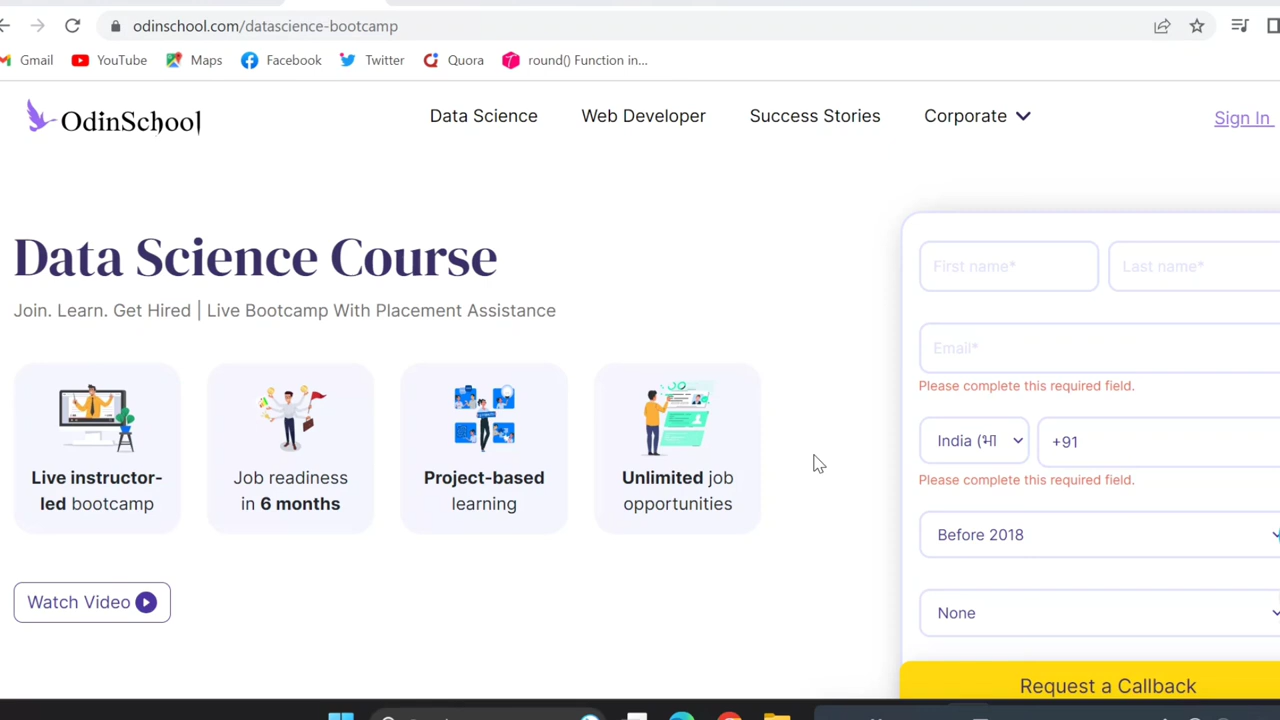 odinschool.com/datascience-bootcamp
Gmail YouTube Maps Facebook Twitter Quora round() Function in...
OdinSchool Data Science Web Developer Success Stories Corporate Sign In
Data Science Course
Join. Learn. Get Hired | Live Bootcamp With Placement Assistance
Live instructor-
led bootcamp
Job readiness
in 6 months
Project-based
learning
Unlimited job
opportunities
Watch Video
First name* Last name*
Email*
Please complete this required field.
India (भा +91
Please complete this required field.
Before 2018
None
Request a Callback